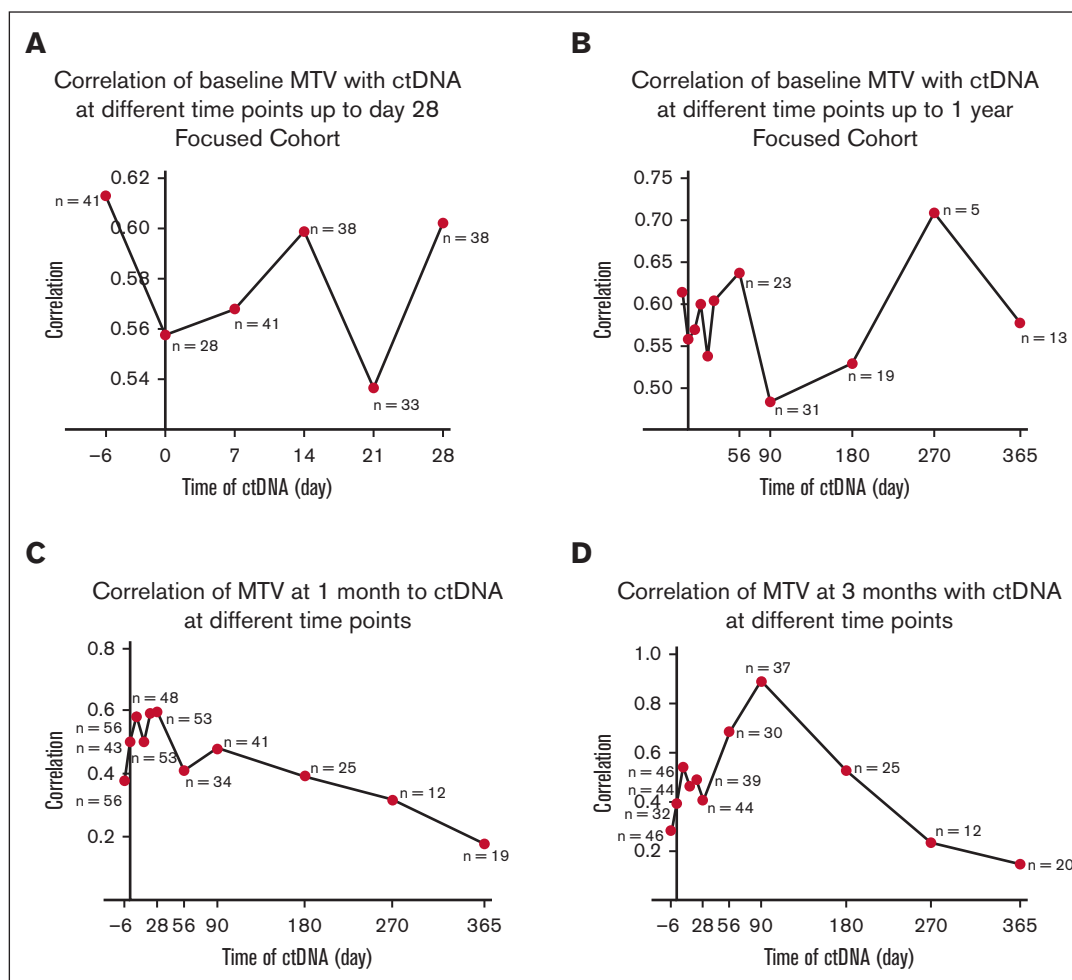 A
Correlation of baseline MTV with ctDNA
at different time points up to day 28
Focused Cohort
0.62
0.60
0.58
0.56
0.54
Correlation
n = 41
n = 28
n = 41
n = 38
n = 33
n = 38
−6 0 7 14 21 28
Time of ctDNA (day)
B
Correlation of baseline MTV with ctDNA
at different time points up to 1 year
Focused Cohort
0.75
0.70
0.65
0.60
0.55
0.50
Correlation
n = 23
n = 31
n = 19
n = 5
n = 13
56 90 180 270 365
Time of ctDNA (day)
C
Correlation of MTV at 1 month to ctDNA
at different time points
0.8
0.6
0.4
0.2
Correlation
n = 48
n = 56
n = 53
n = 43
n = 53
n = 56
n = 34
n = 41
n = 25
n = 12
n = 19
−6 28 56 90 180 270 365
Time of ctDNA (day)
D
Correlation of MTV at 3 months with ctDNA
at different time points
1.0
0.8
0.6
0.4
0.2
Correlation
n = 37
n = 30
n = 46
n = 39
n = 44
n = 44
n = 32
n = 46
n = 25
n = 12
n = 20
−6 28 56 90 180 270 365
Time of ctDNA (day)